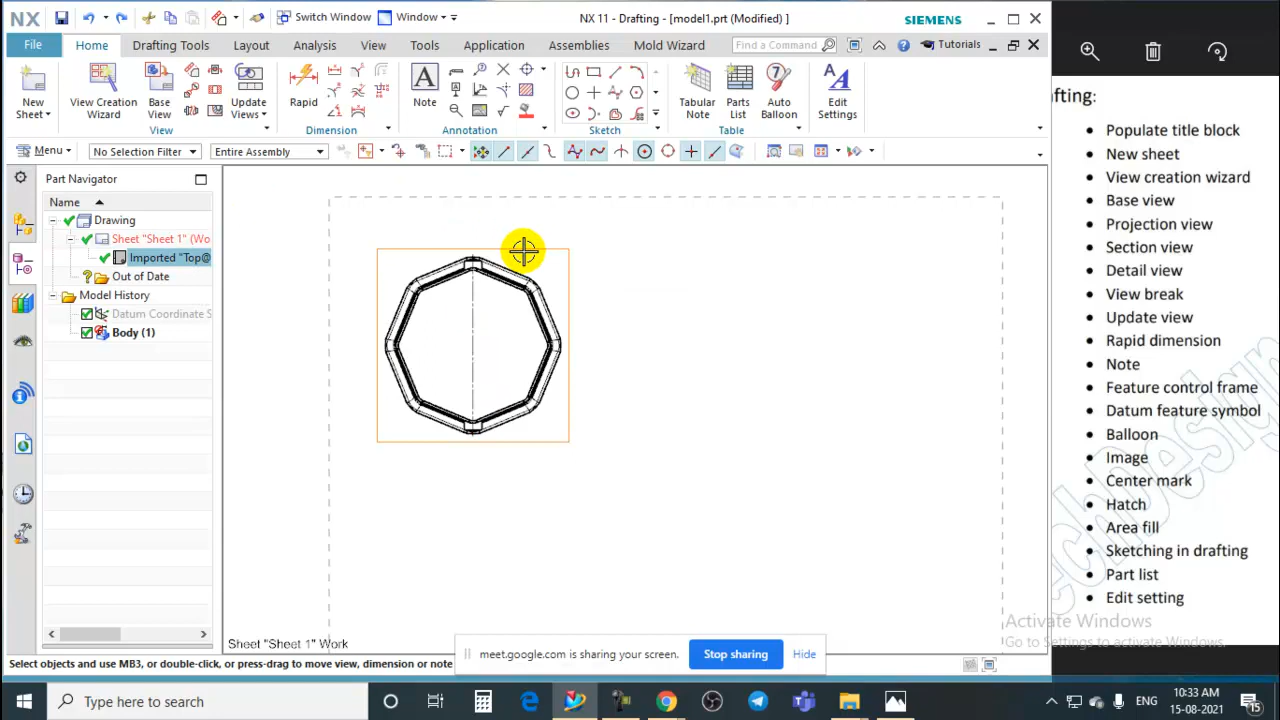 NX
Switch Window
Window
NX 11 - Drafting - [model1.prt (Modified) ]
SIEMENS
File
Home
Drafting Tools
Layout
Analysis
View
Tools
Application
Assemblies
Mold Wizard
Find a Command
Tutorials
New
Sheet
View Creation
Wizard
Base
View
Update
Views
View
Rapid
Dimension
Note
Annotation
Sketch
Tabular
Note
Parts
List
Auto
Balloon
Table
Edit
Settings
Menu
No Selection Filter
Entire Assembly
Part Navigator
Name
Drawing
Sheet "Sheet 1" (Wo
Imported "Top@
Out of Date
Model History
Datum Coordinate S
Body (1)
Sheet "Sheet 1" Work
Select objects and use MB3, or double-click, or press-drag to move view, dimension or note
meet.google.com is sharing your screen.
Stop sharing
Hide
afting:
• Populate title block
• New sheet
• View creation wizard
• Base view
• Projection view
• Section view
• Detail view
• View break
• Update view
• Rapid dimension
• Note
• Feature control frame
• Datum feature symbol
• Balloon
• Image
• Center mark
• Hatch
• Area fill
• Sketching in drafting
• Part list
• Edit setting
Activate Windows
Go to Settings to activate Windows.
Type here to search
ENG
10:33 AM
15-08-2021
15